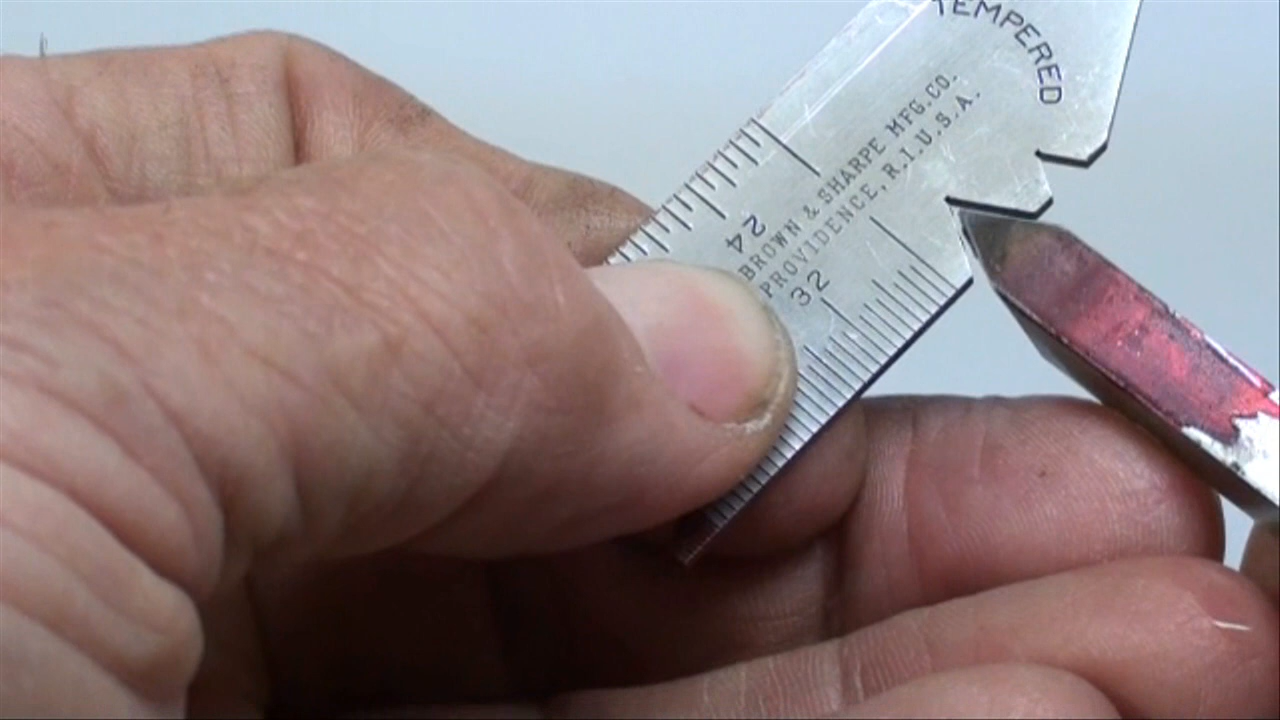 TEMPERED
BROWN & SHARPE MFG. CO.
PROVIDENCE, R.I. U.S.A.
24
32